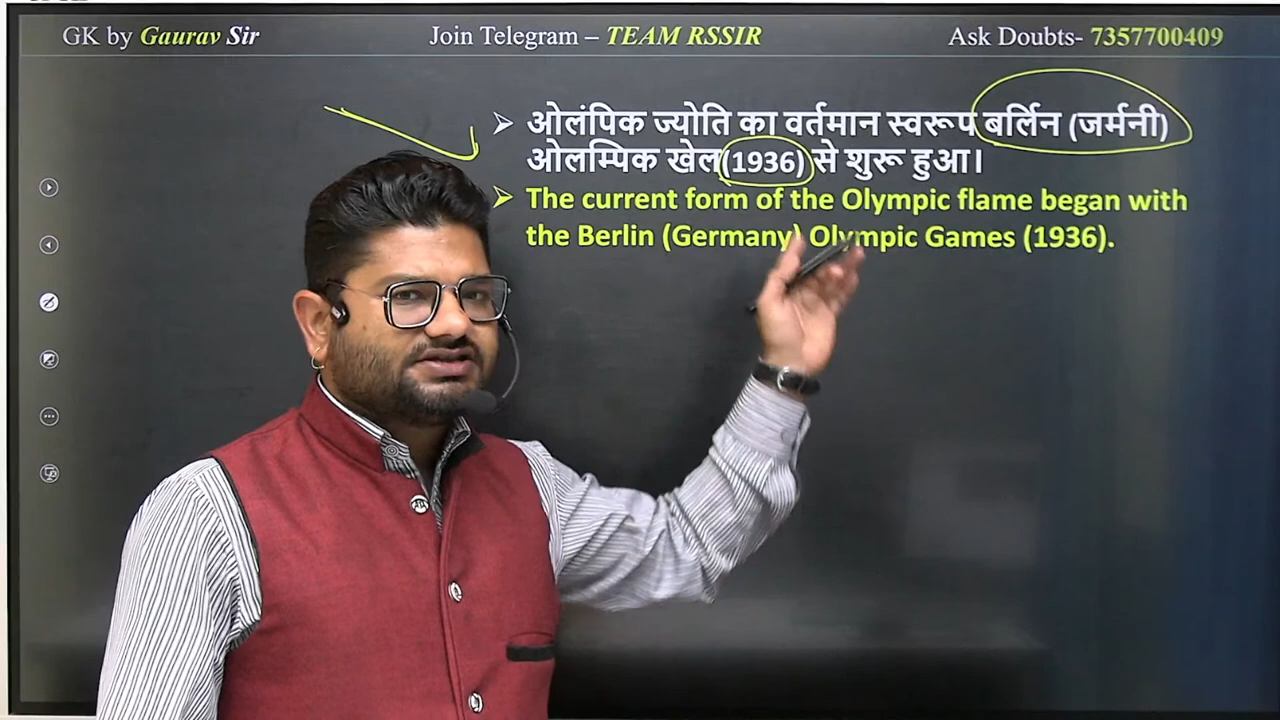 GK by Gaurav Sir
Join Telegram – TEAM RSSIR
Ask Doubts- 7357700409
ओलंपिक ज्योति का वर्तमान स्वरूप बर्लिन (जर्मनी)
ओलम्पिक खेल(1936) से शुरू हुआ।
The current form of the Olympic flame began with
the Berlin (Germany) Olympic Games (1936).